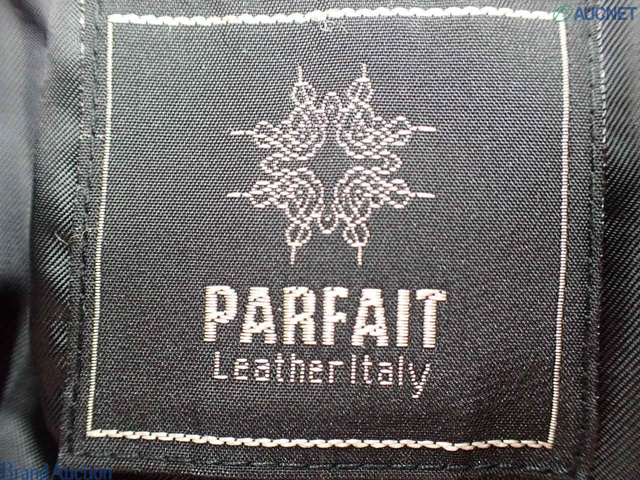 AUCNET
PARFAIT
Leather Italy
Brand Auction